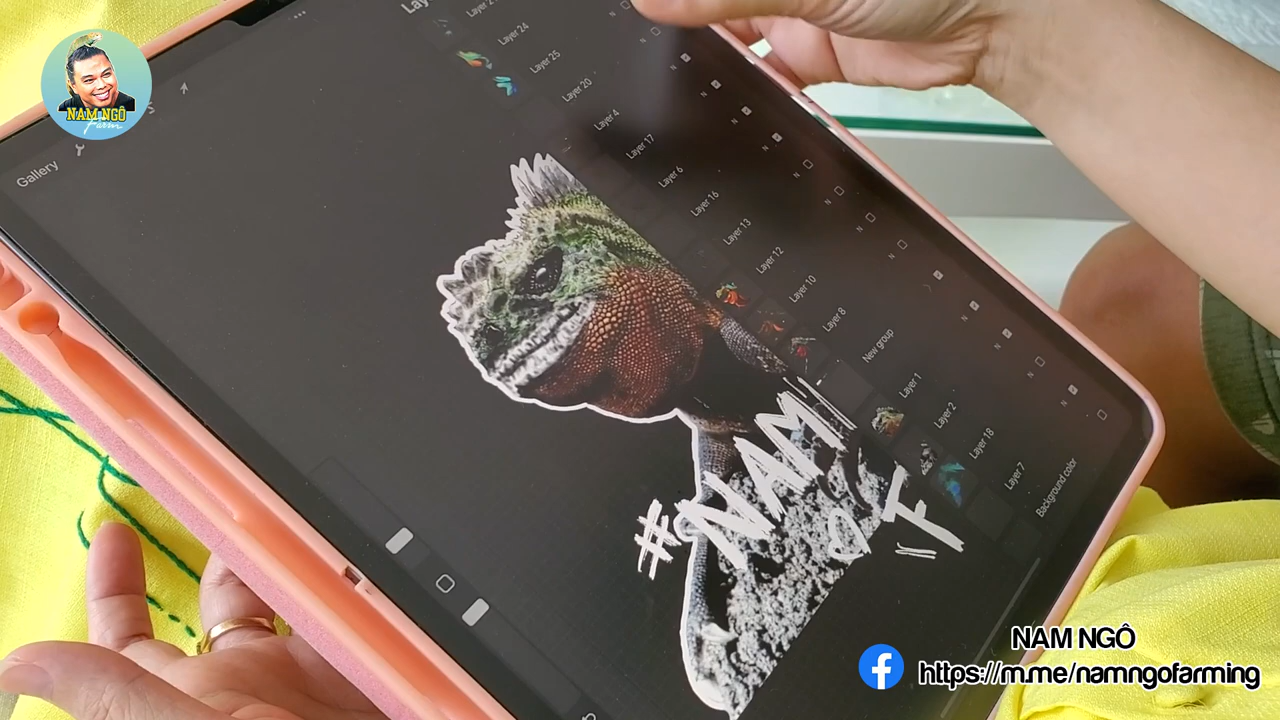 NAM NGÔ
Farm
Gallery
Lay
Layer 24
Layer 25
Layer 20
Layer 4
Layer 17
Layer 6
Layer 16
Layer 13
Layer 12
Layer 10
Layer 8
New group
Layer 1
Layer 2
Layer 18
Layer 7
Background color
#NAM
NAM NGÔ
https://m.me/namngofarming